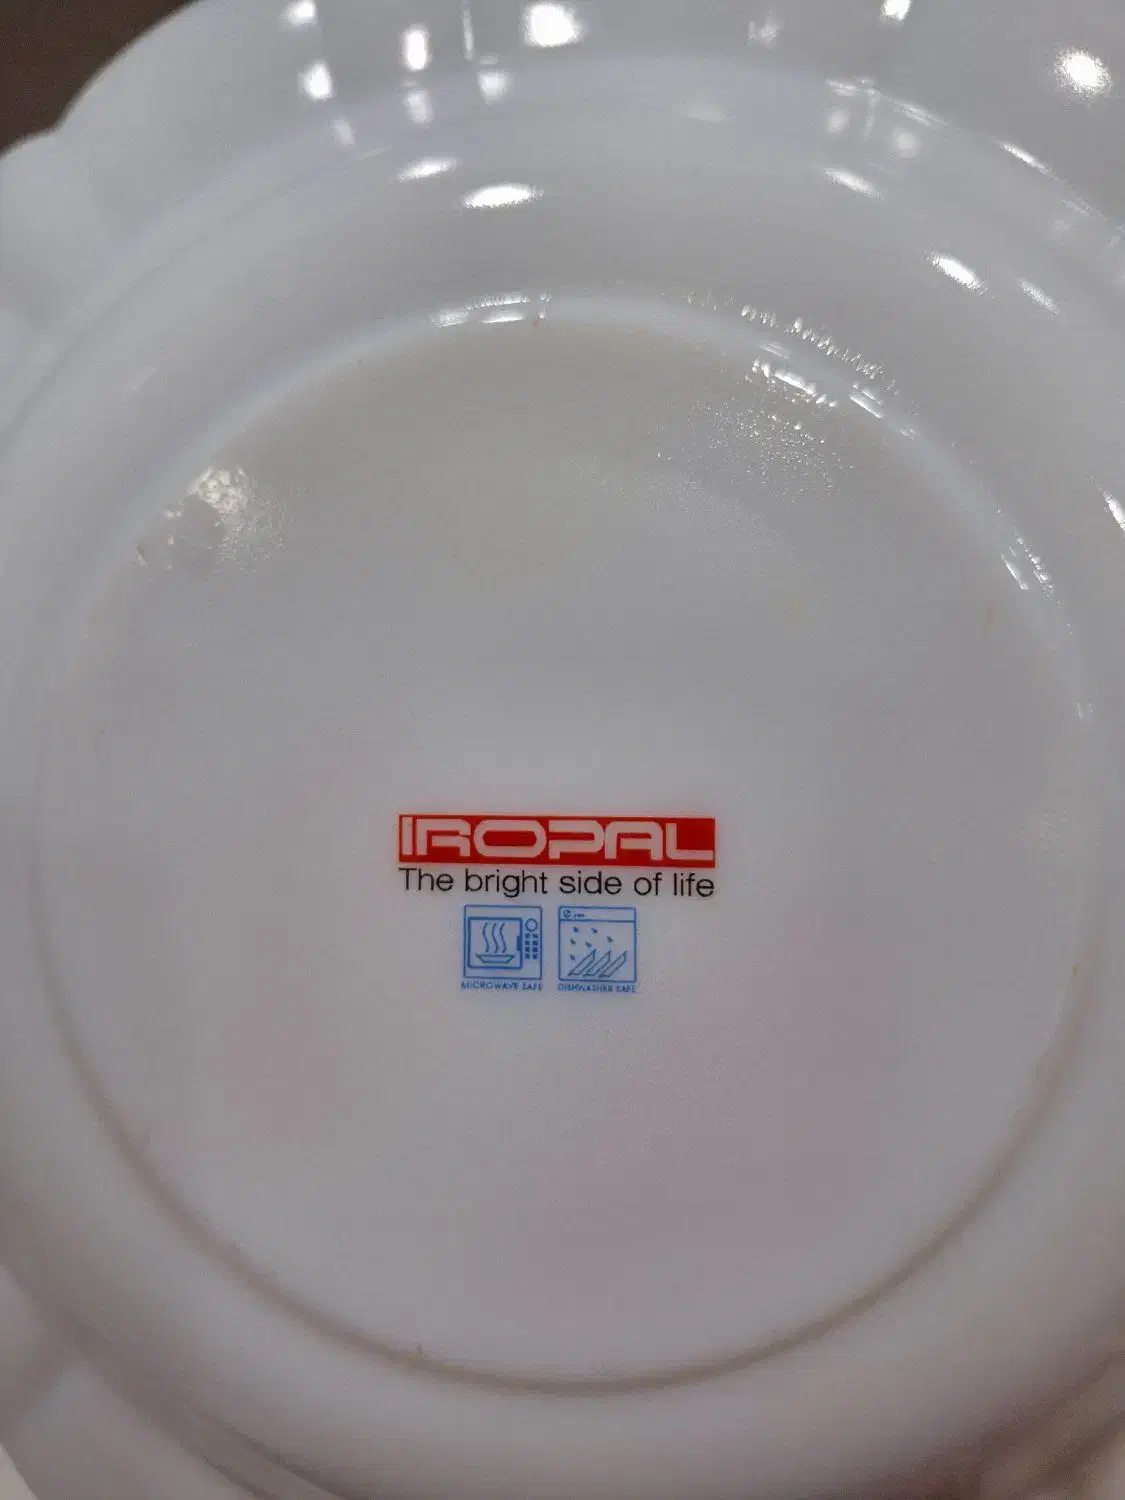 IROPAL
The bright side of life
MICROWAVE SAFE DISHWASHER SAFE